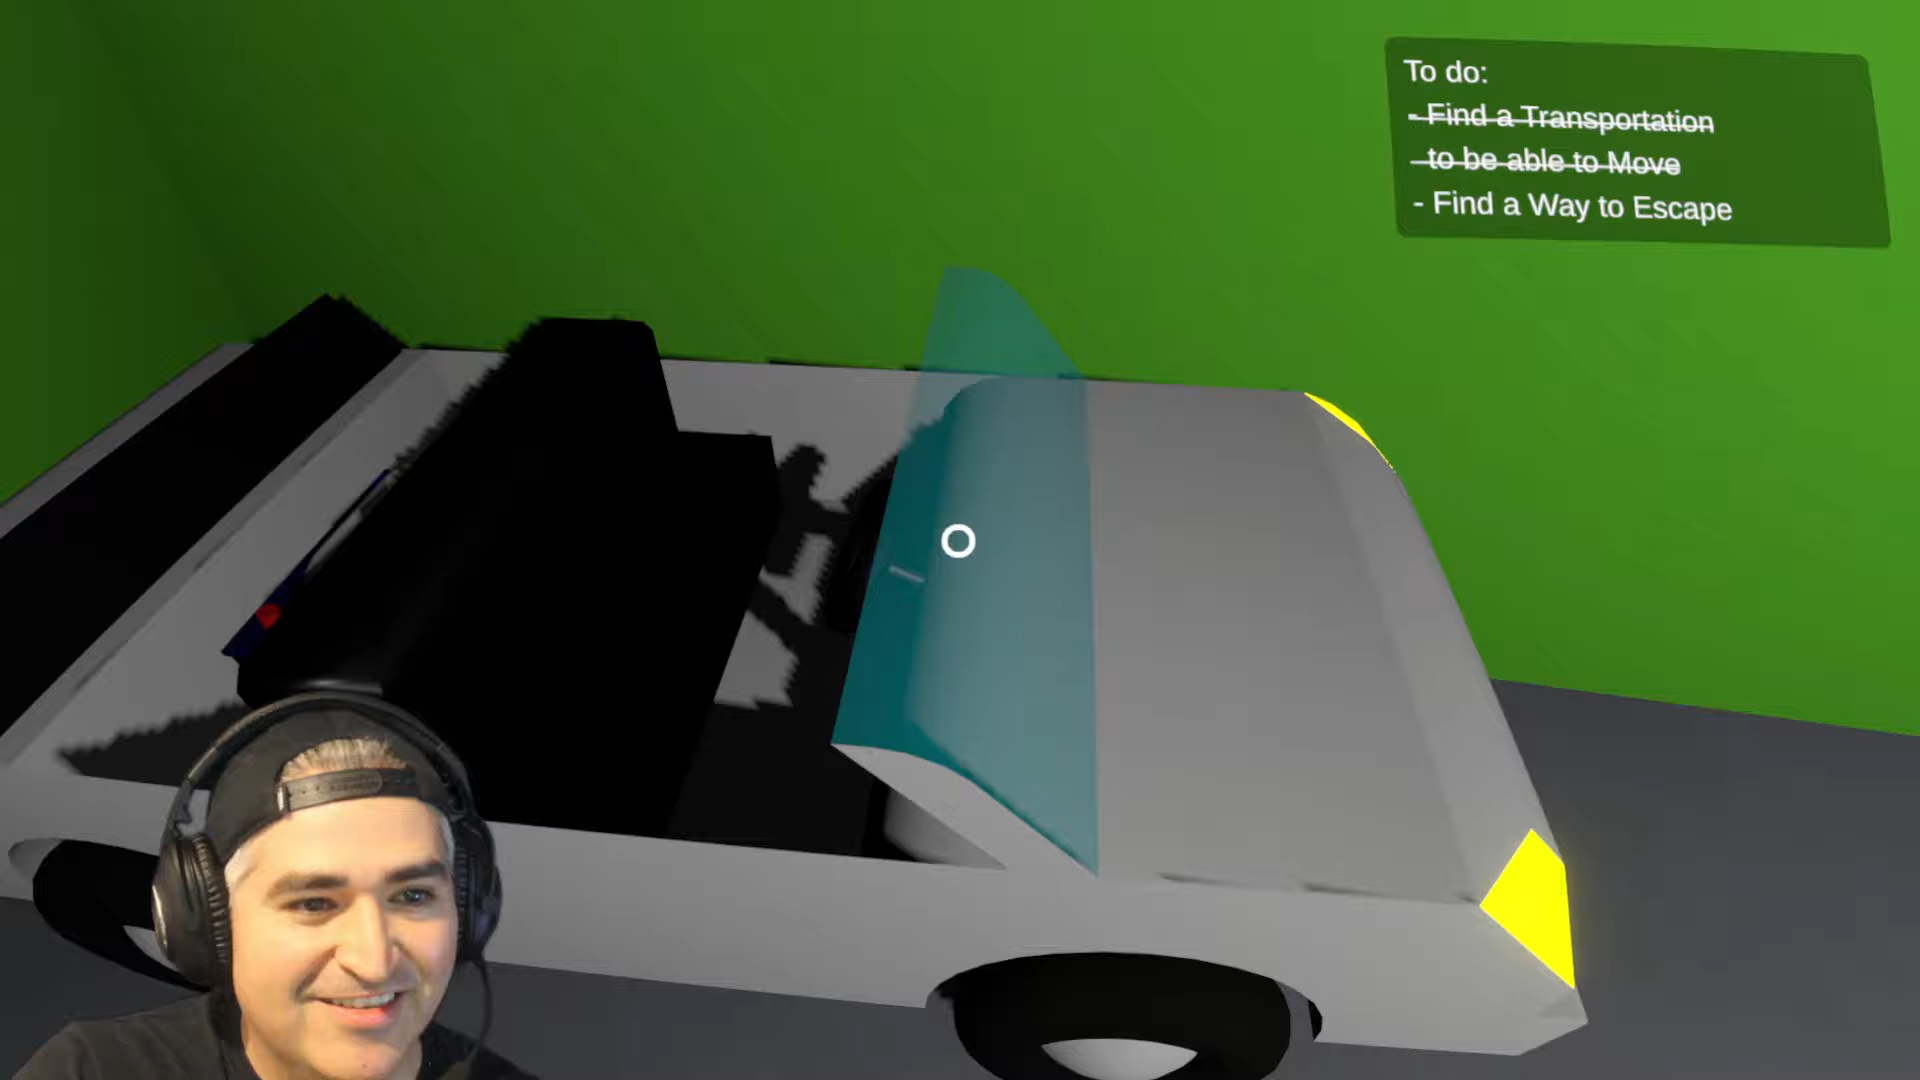 To do:
- Find a Transportation
to be able to Move
- Find a Way to Escape